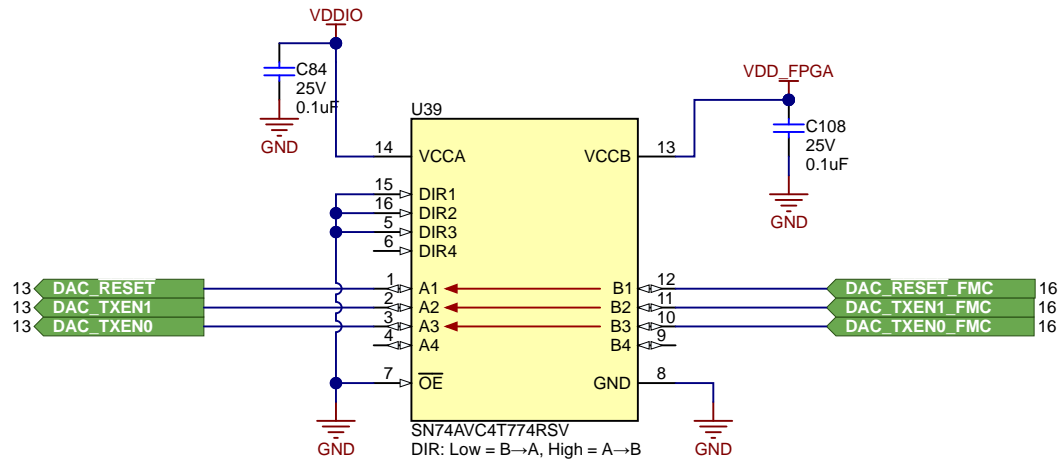 VDDIO
C84
25V
0.1uF
GND
VDD_FPGA
C108
25V
0.1uF
GND
U39
14 VCCA VCCB 13
15 DIR1
16 DIR2
5 DIR3
6 DIR4
13 DAC_RESET 1 A1 B1 12 DAC_RESET_FMC 16
13 DAC_TXEN1 2 A2 B2 11 DAC_TXEN1_FMC 16
13 DAC_TXEN0 3 A3 B3 10 DAC_TXEN0_FMC 16
4 A4 B4 9
7 OE GND 8
SN74AVC4T774RSV
DIR: Low = B→A, High = A→B
GND
GND